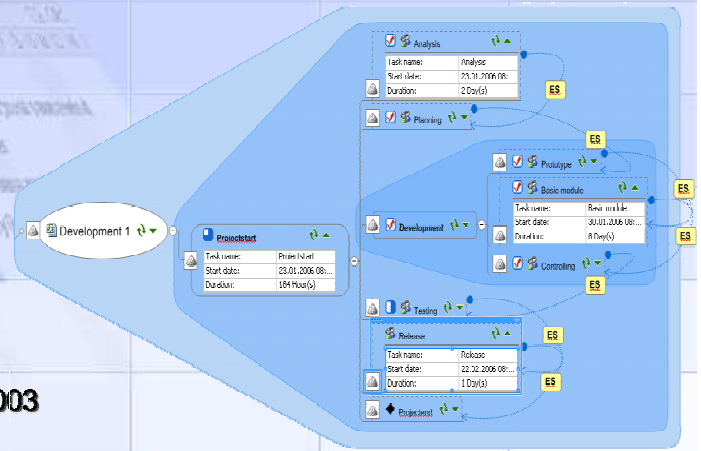 Analysis
Task name: Analysis
Start date: 23.01.2006 08:
Duration: 2 Day(s)
ES
Planning
ES
Prototype
Basic module
ES
Task name: Basic module
Start date: 30.01.2006 08:...
Duration: 8 Day(s)
ES
Development 1
Projectstart
Task name: Projectstart
Start date: 23.01.2006 08:...
Duration: 184 Hour(s)
Development
Controlling
ES
Testing
ES
Release
Task name: Release
Start date: 22.02.2006 08:...
Duration: 1 Day(s)
ES
Projectend
003